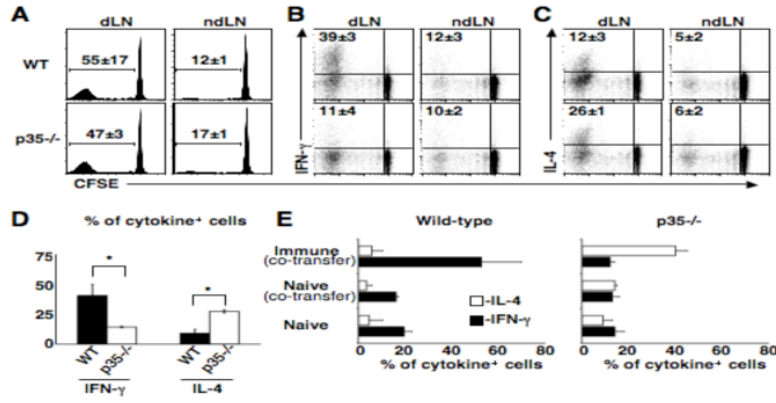 A
dLN
ndLN
WT
55±17
12±1
p35-/-
47±3
17±1
CFSE
B
dLN
ndLN
39±3
12±3
11±4
10±2
IFN-γ
C
dLN
ndLN
12±3
5±2
26±1
6±2
IL-4
D
% of cytokine⁺ cells
75
50
25
0
*
*
WT
p35-/-
WT
p35-/-
IFN-γ
IL-4
E
Wild-type
p35-/-
Immune
(co-transfer)
Naive
(co-transfer)
Naive
-IL-4
-IFN-γ
0 20 40 60 80
0 20 40 60 80
% of cytokine⁺ cells
% of cytokine⁺ cells